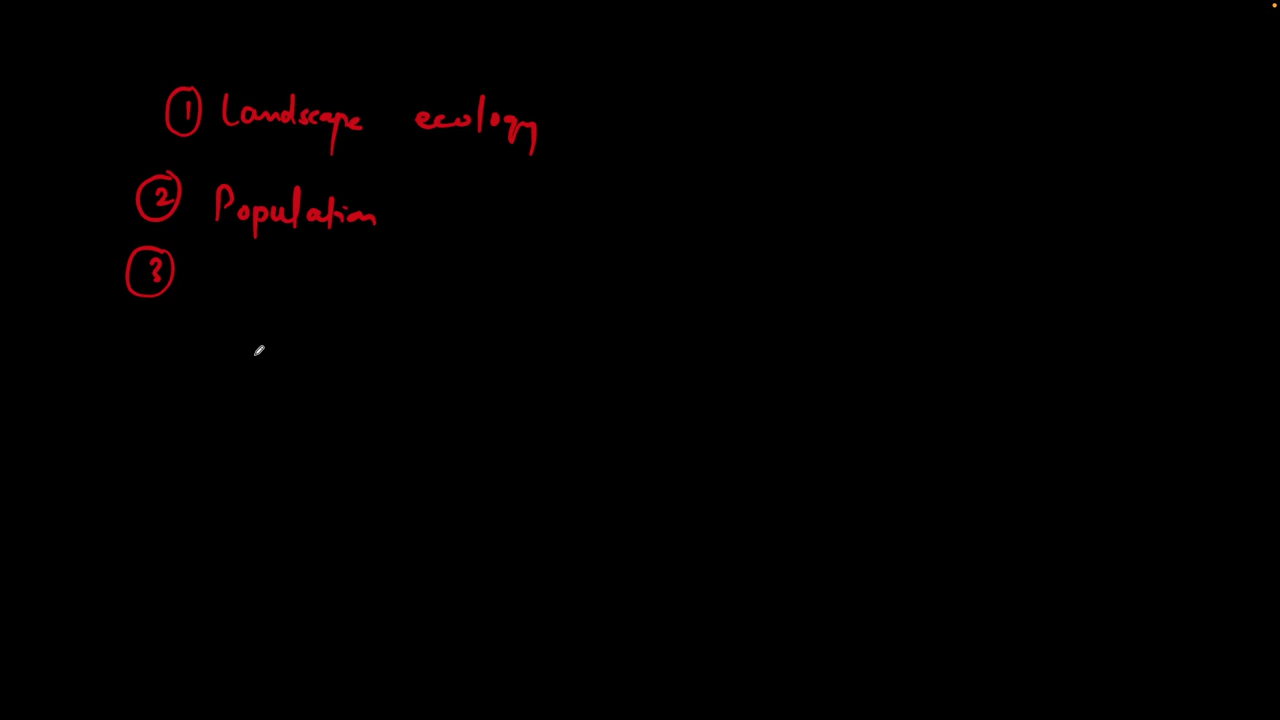 ① Landscape ecology
② Population
③